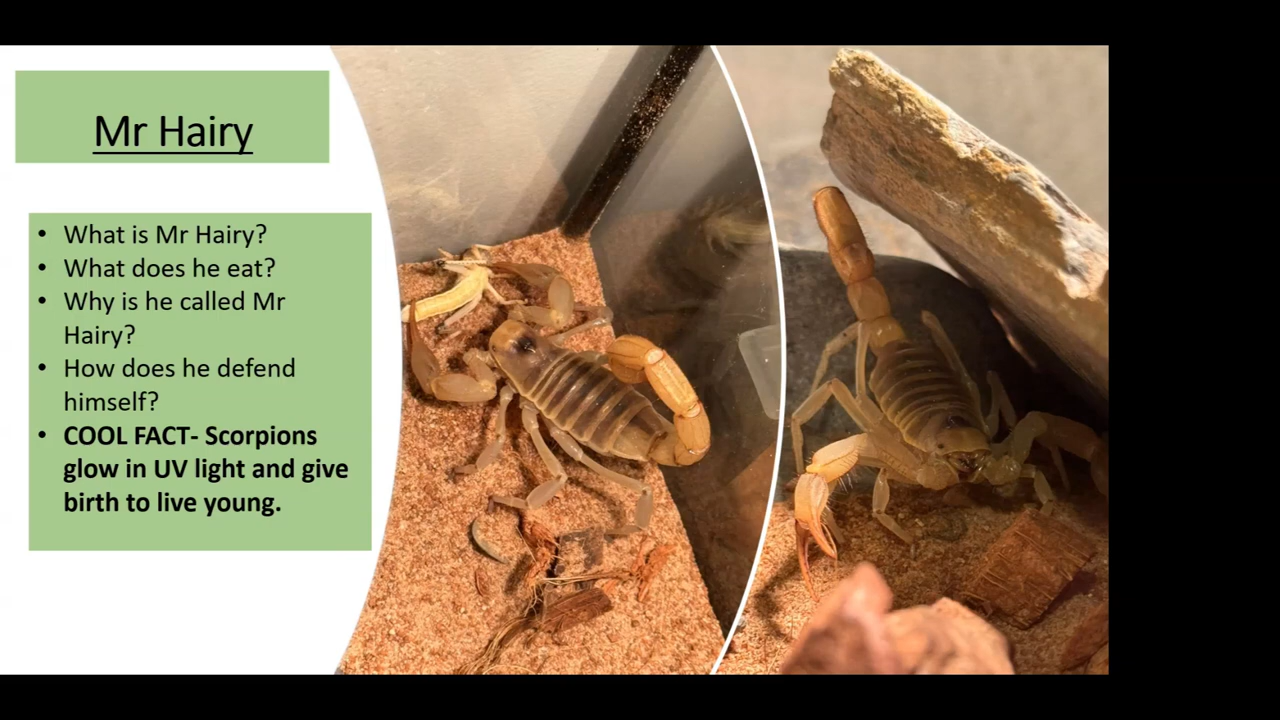 Mr Hairy
• What is Mr Hairy?
• What does he eat?
• Why is he called Mr
Hairy?
• How does he defend
himself?
• COOL FACT- Scorpions
glow in UV light and give
birth to live young.